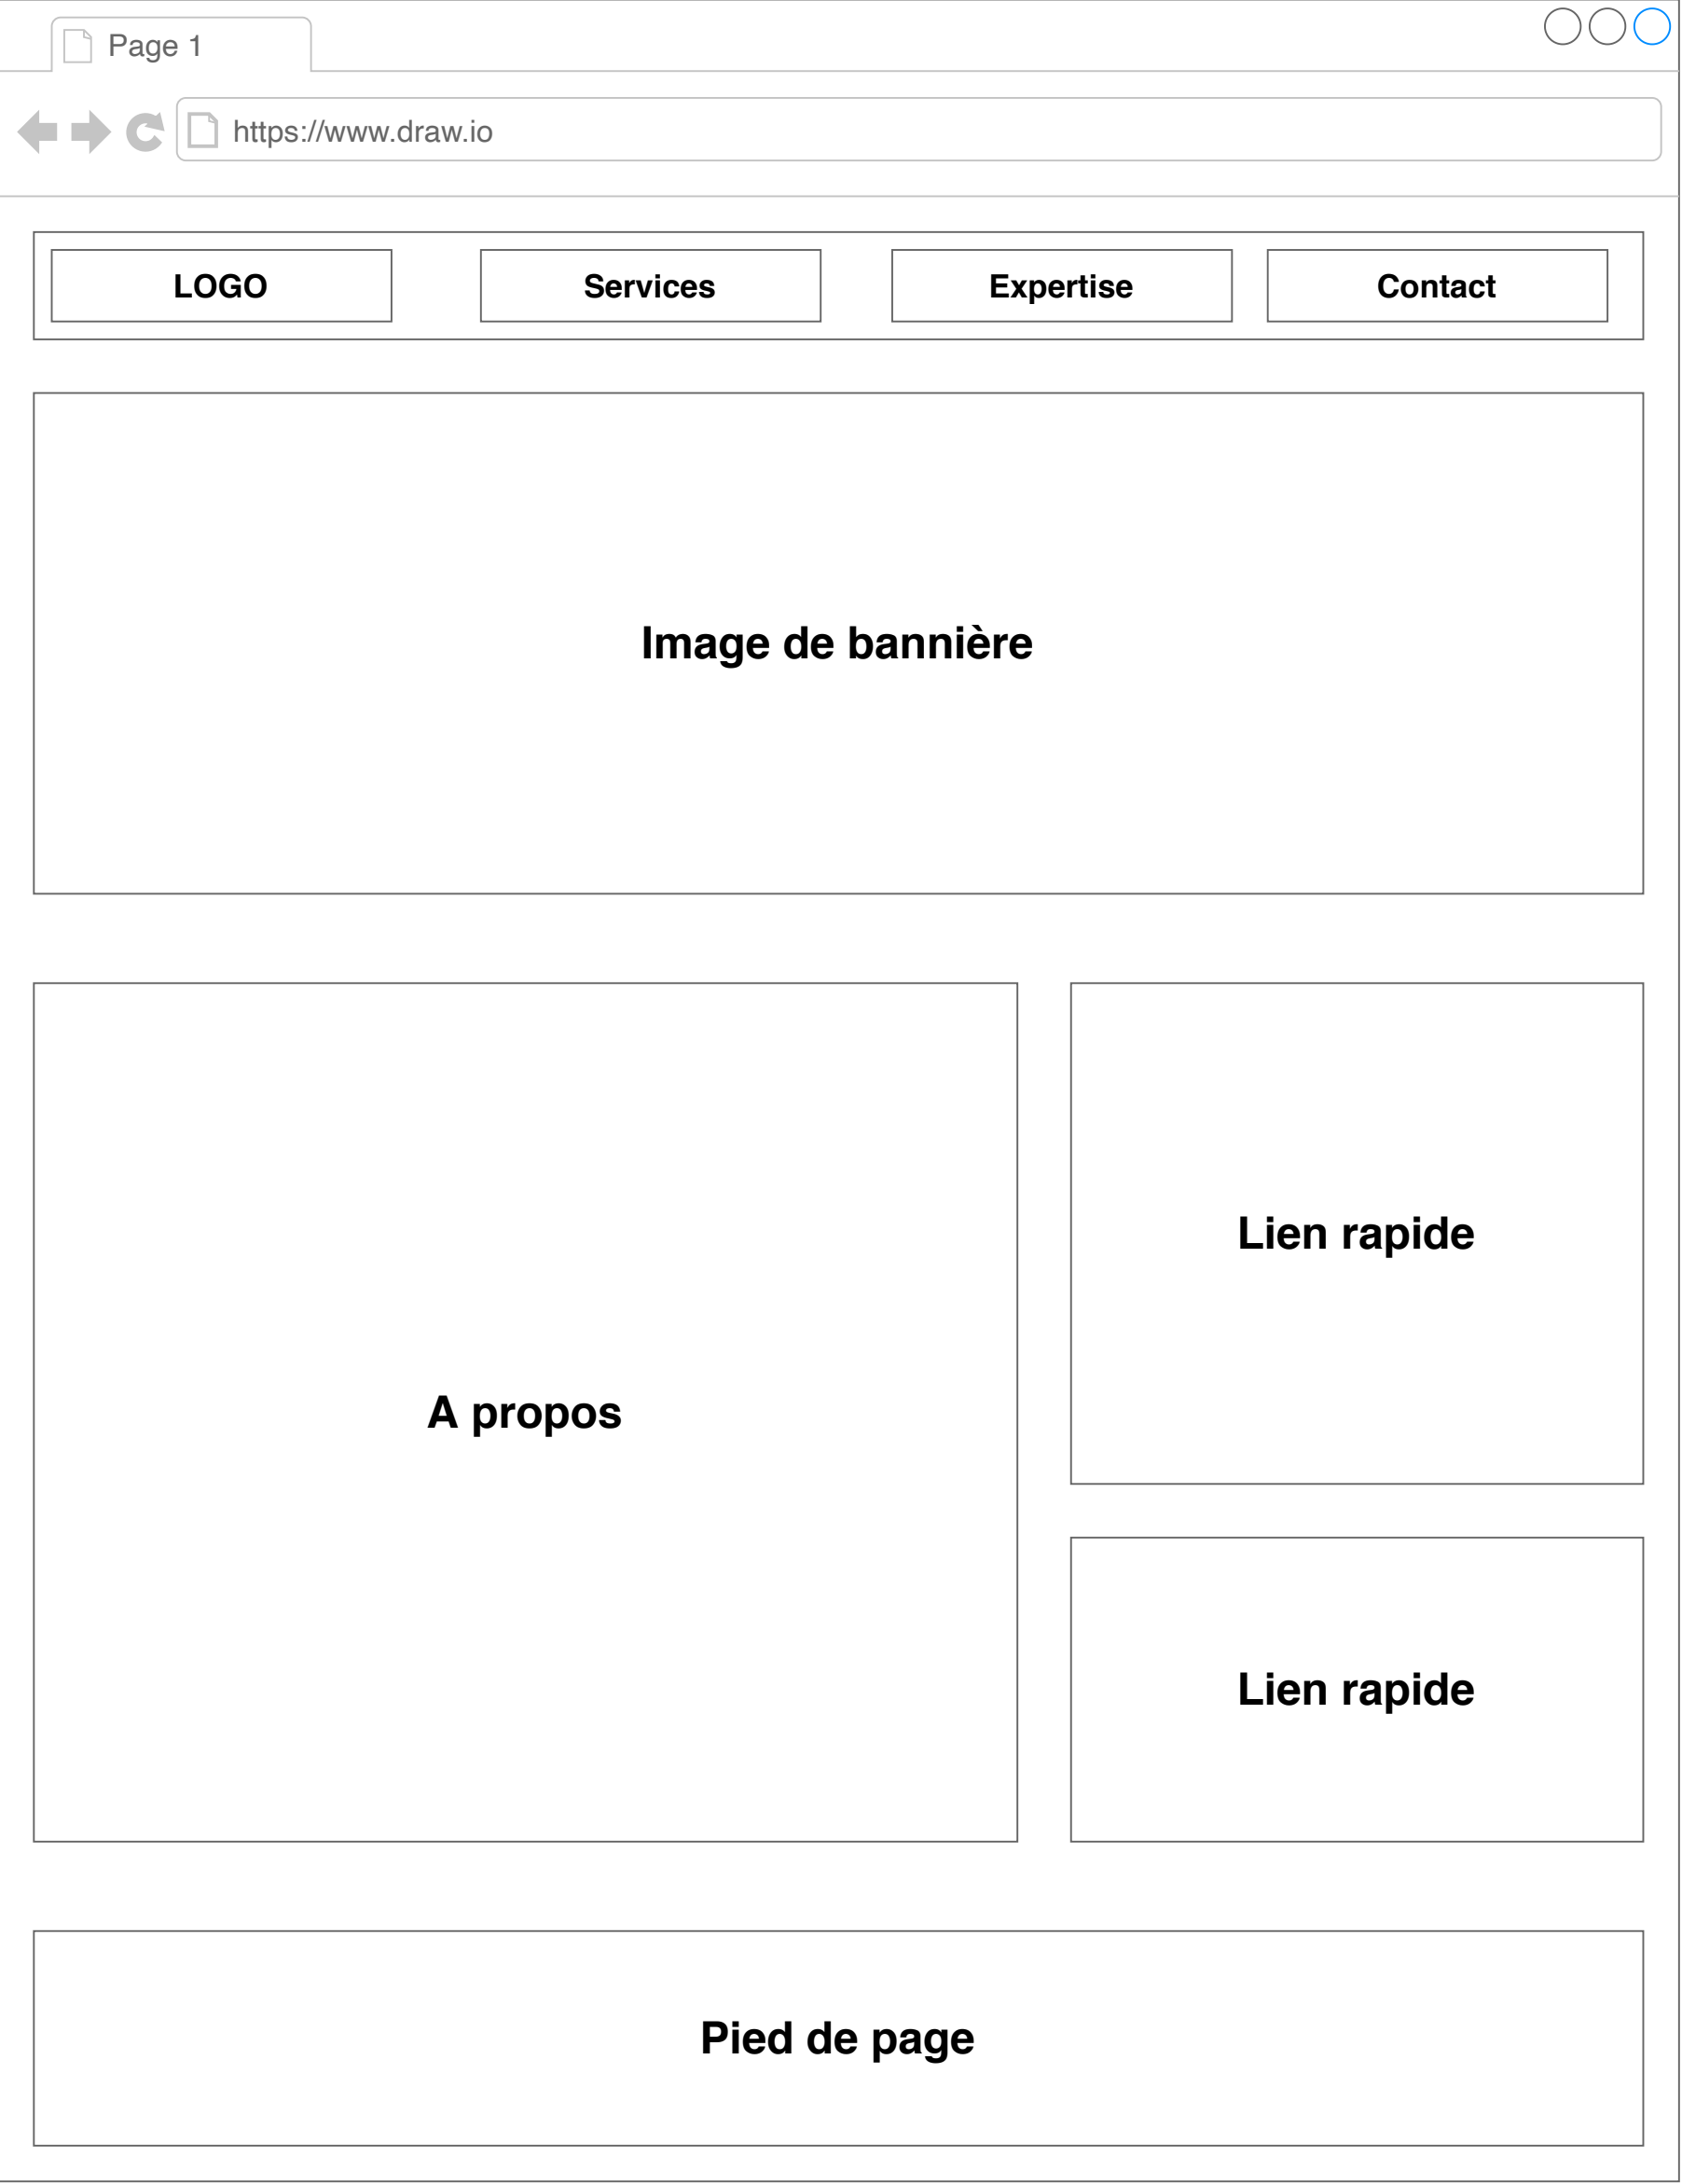 Page 1
https://www.draw.io
LOGO
Services
Expertise
Contact
Image de bannière
A propos
Lien rapide
Lien rapide
Pied de page